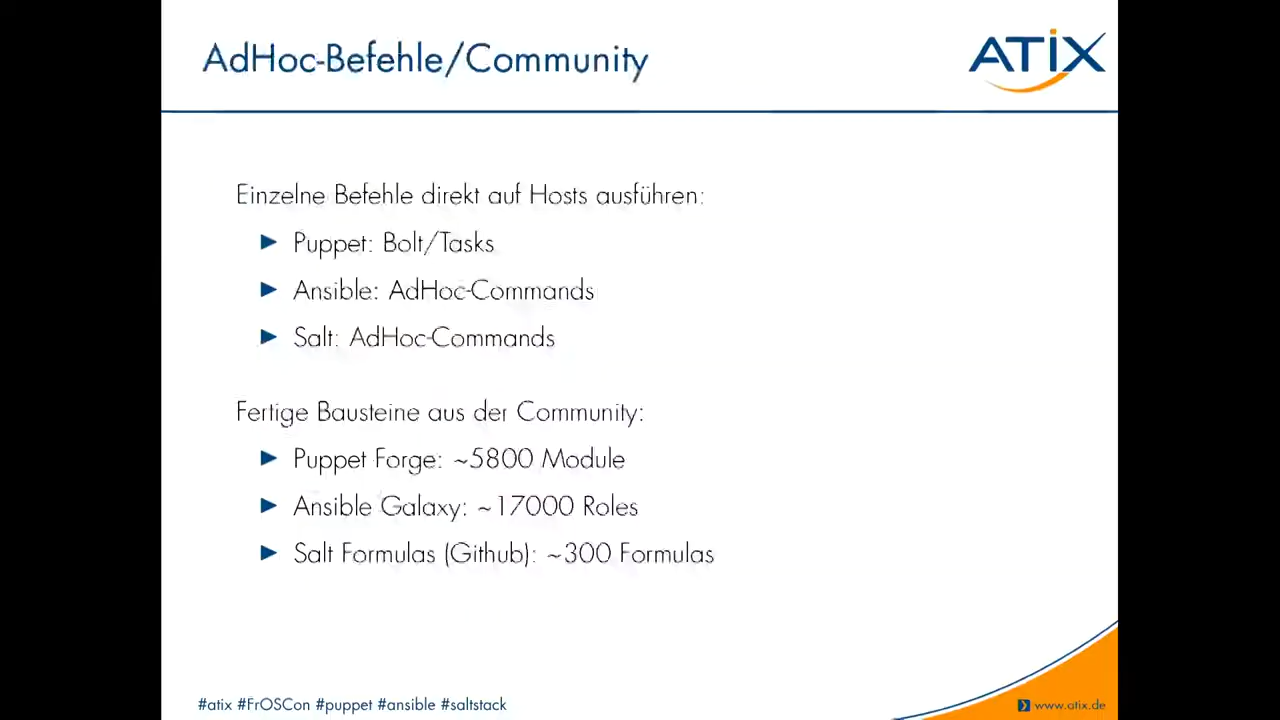 AdHoc-Befehle/Community
ATIX
Einzelne Befehle direkt auf Hosts ausführen:
Puppet: Bolt/Tasks
Ansible: AdHoc-Commands
Salt: AdHoc-Commands
Fertige Bausteine aus der Community:
Puppet Forge: ~5800 Module
Ansible Galaxy: ~17000 Roles
Salt Formulas (Github): ~300 Formulas
#atix #FrOSCon #puppet #ansible #saltstack
www.atix.de